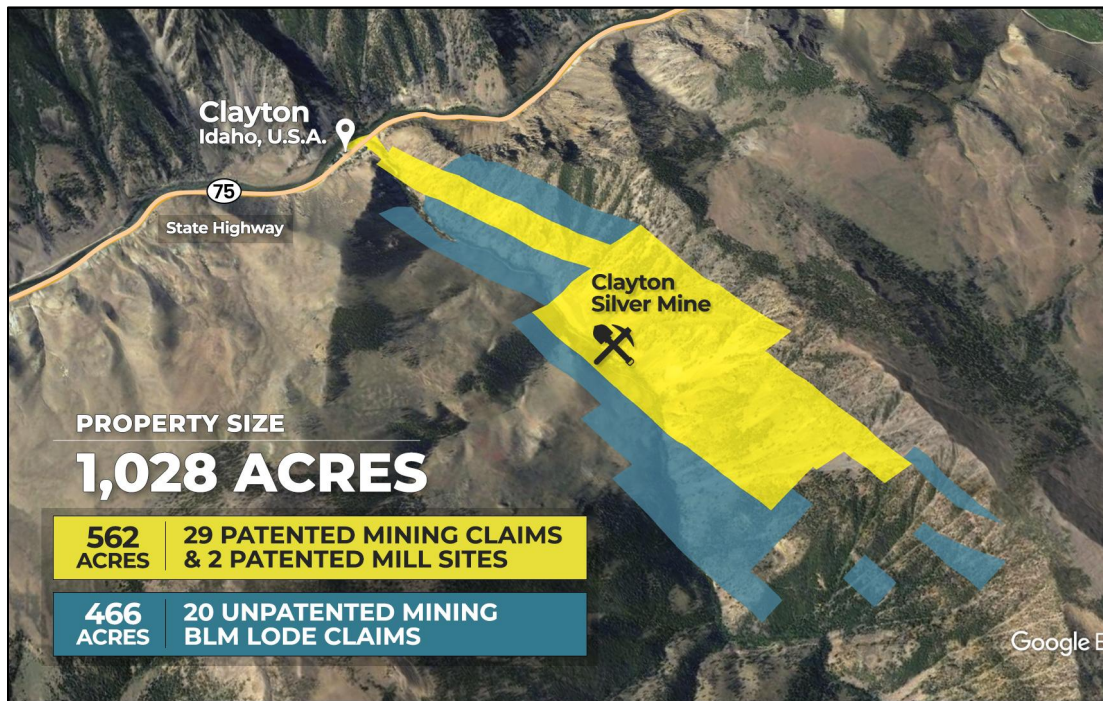 Clayton
Idaho, U.S.A.
75
State Highway
Clayton
Silver Mine
PROPERTY SIZE
1,028 ACRES
562
ACRES
29 PATENTED MINING CLAIMS
& 2 PATENTED MILL SITES
466
ACRES
20 UNPATENTED MINING
BLM LODE CLAIMS
Google E